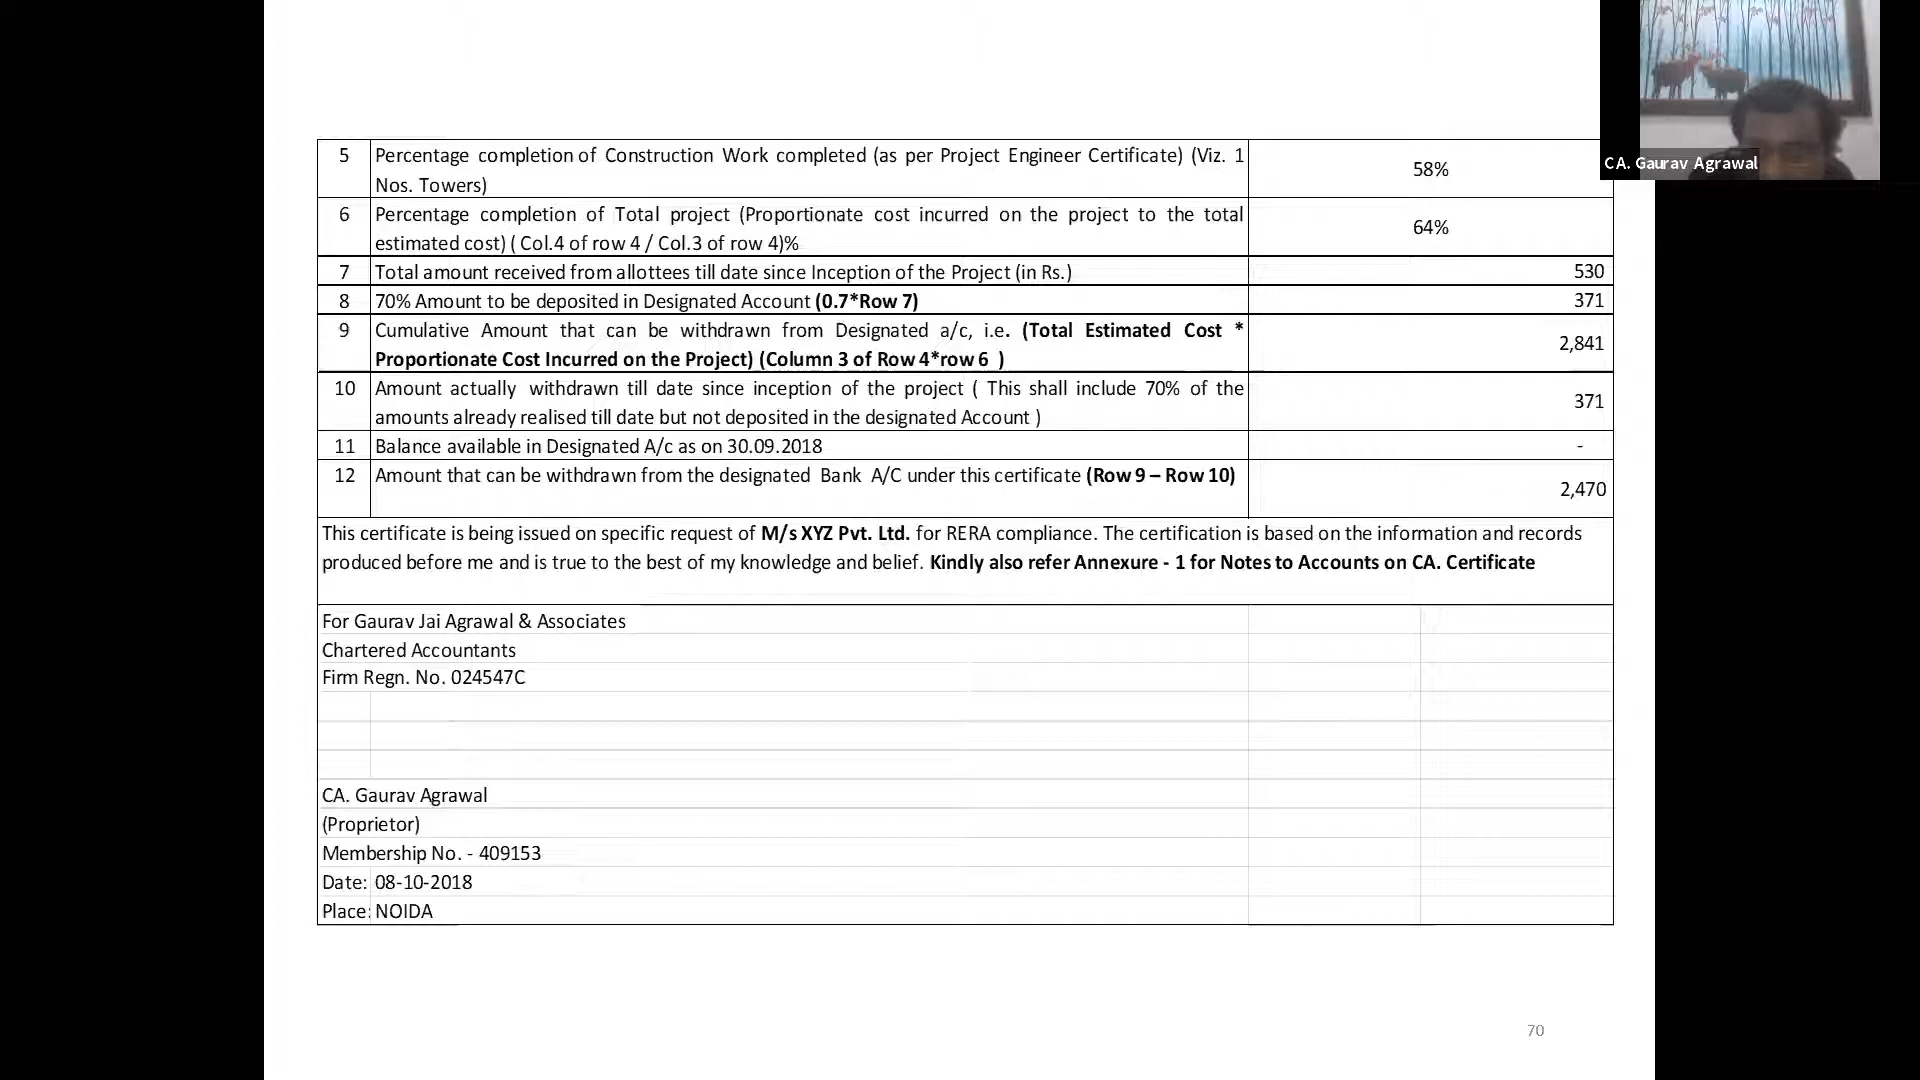 5 Percentage completion of Construction Work completed (as per Project Engineer Certificate) (Viz. 1
Nos. Towers) 58%
6 Percentage completion of Total project (Proportionate cost incurred on the project to the total
estimated cost) ( Col.4 of row 4 / Col.3 of row 4)% 64%
7 Total amount received from allottees till date since Inception of the Project (in Rs.) 530
8 70% Amount to be deposited in Designated Account (0.7*Row 7) 371
9 Cumulative Amount that can be withdrawn from Designated a/c, i.e. (Total Estimated Cost *
Proportionate Cost Incurred on the Project) (Column 3 of Row 4*row 6 ) 2,841
10 Amount actually withdrawn till date since inception of the project ( This shall include 70% of the
amounts already realised till date but not deposited in the designated Account ) 371
11 Balance available in Designated A/c as on 30.09.2018 -
12 Amount that can be withdrawn from the designated Bank A/C under this certificate (Row 9 – Row 10) 2,470
This certificate is being issued on specific request of M/s XYZ Pvt. Ltd. for RERA compliance. The certification is based on the information and records
produced before me and is true to the best of my knowledge and belief. Kindly also refer Annexure - 1 for Notes to Accounts on CA. Certificate
For Gaurav Jai Agrawal & Associates
Chartered Accountants
Firm Regn. No. 024547C
CA. Gaurav Agrawal
(Proprietor)
Membership No. - 409153
Date: 08-10-2018
Place: NOIDA
70
CA. Gaurav Agrawal